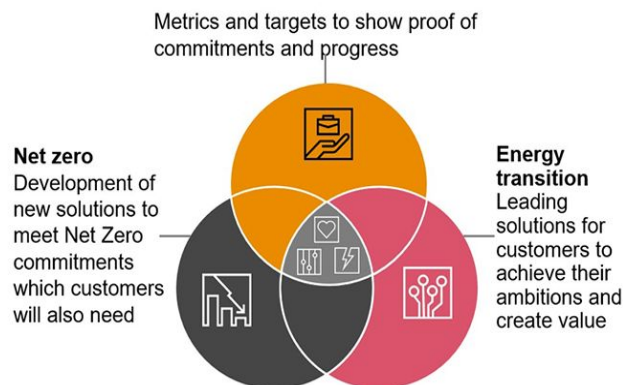 Metrics and targets to show proof of
commitments and progress
Net zero
Development of
new solutions to
meet Net Zero
commitments
which customers
will also need
Energy
transition
Leading
solutions for
customers to
achieve their
ambitions and
create value